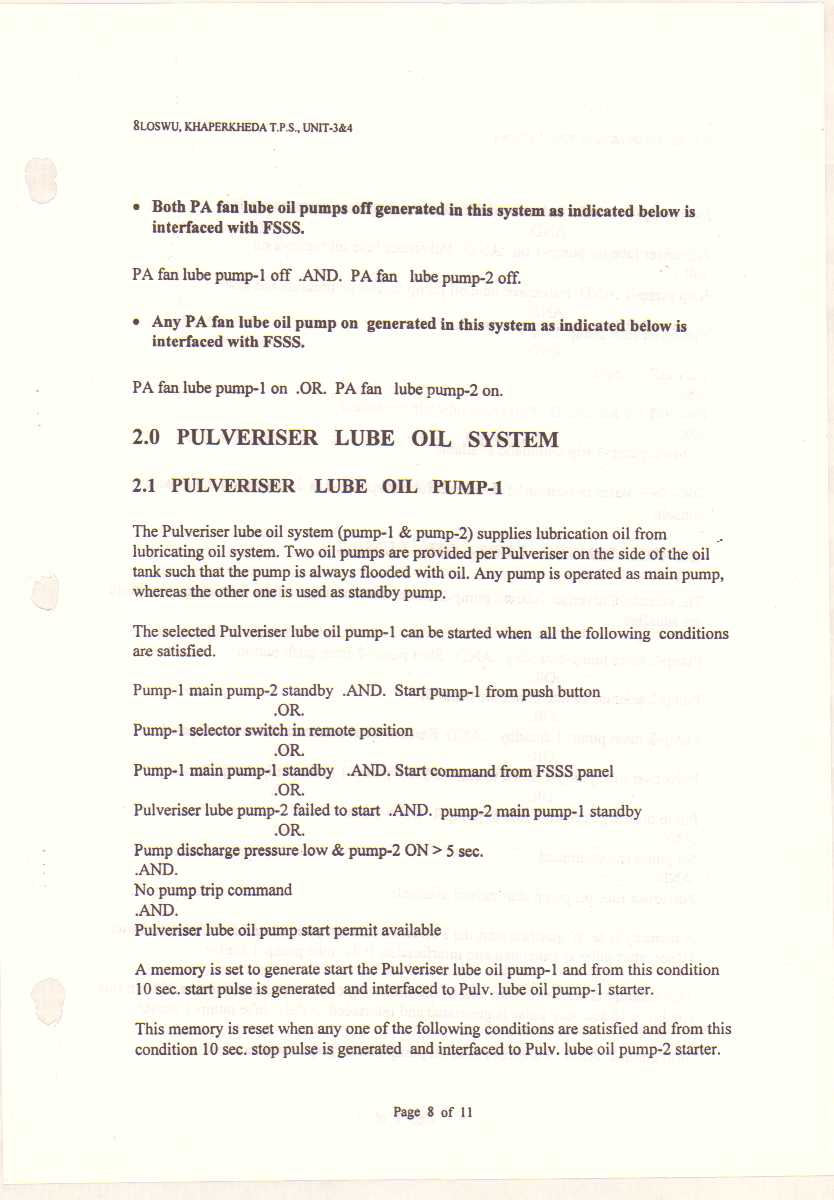 8LOSWU, KHAPERKHEDA T.P.S., UNIT-3&4
• Both PA fan lube oil pumps off generated in this system as indicated below is
interfaced with FSSS.
PA fan lube pump-1 off .AND. PA fan lube pump-2 off.
• Any PA fan lube oil pump on generated in this system as indicated below is
interfaced with FSSS.
PA fan lube pump-1 on .OR. PA fan lube pump-2 on.
2.0 PULVERISER LUBE OIL SYSTEM
2.1 PULVERISER LUBE OIL PUMP-1
The Pulveriser lube oil system (pump-1 & pump-2) supplies lubrication oil from
lubricating oil system. Two oil pumps are provided per Pulveriser on the side of the oil
tank such that the pump is always flooded with oil. Any pump is operated as main pump,
whereas the other one is used as standby pump.
The selected Pulveriser lube oil pump-1 can be started when all the following conditions
are satisfied.
Pump-1 main pump-2 standby .AND. Start pump-1 from push button
.OR.
Pump-1 selector switch in remote position
.OR.
Pump-1 main pump-1 standby .AND. Start command from FSSS panel
.OR.
Pulveriser lube pump-2 failed to start .AND. pump-2 main pump-1 standby
.OR.
Pump discharge pressure low & pump-2 ON > 5 sec.
.AND.
No pump trip command
.AND.
Pulveriser lube oil pump start permit available
A memory is set to generate start the Pulveriser lube oil pump-1 and from this condition
10 sec. start pulse is generated and interfaced to Pulv. lube oil pump-1 starter.
This memory is reset when any one of the following conditions are satisfied and from this
condition 10 sec. stop pulse is generated and interfaced to Pulv. lube oil pump-2 starter.
Page 8 of 11